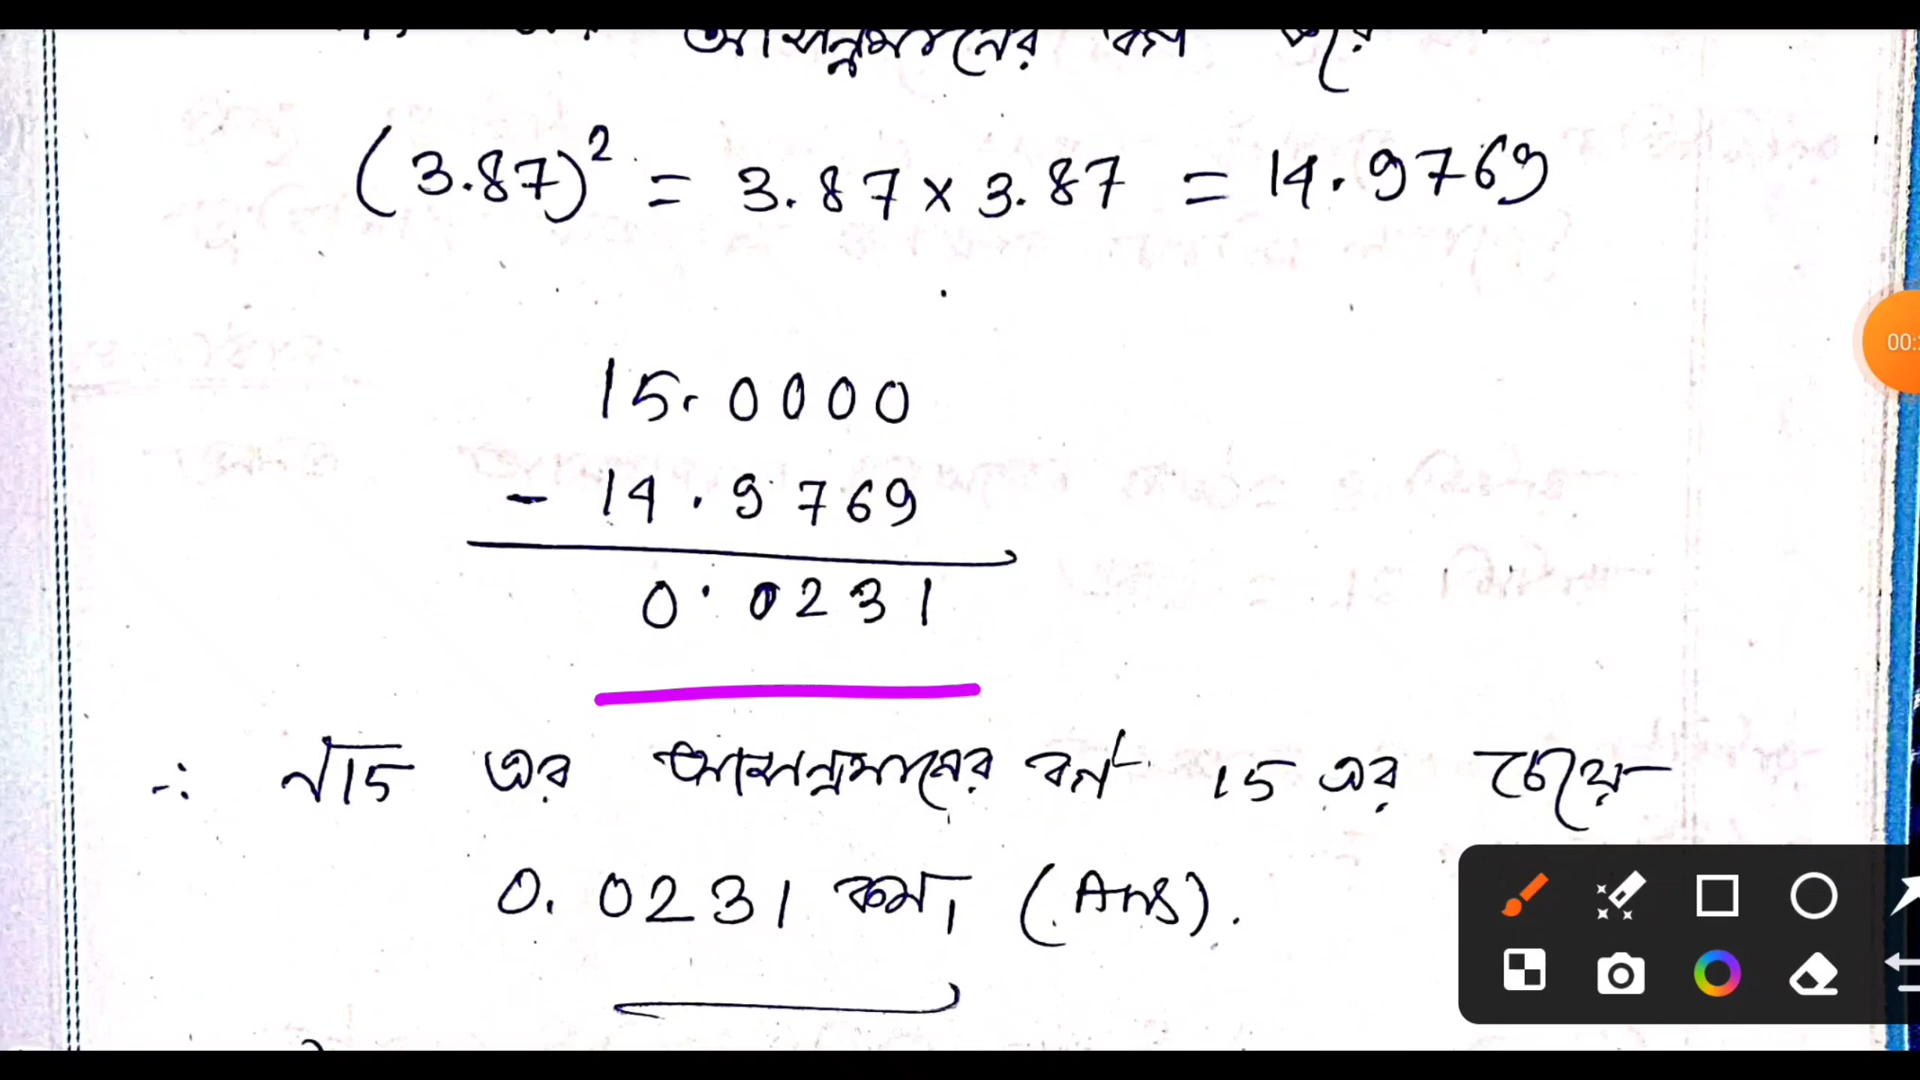 আসন্নমানের বর্গ করে
(3.87)² = 3.87 × 3.87 = 14.9769
15.0000
- 14.9769
0.0231
∴ √15 এর আসন্নমানের বর্গ 15 এর চেয়ে
0.0231 কম। (Ans).
00: